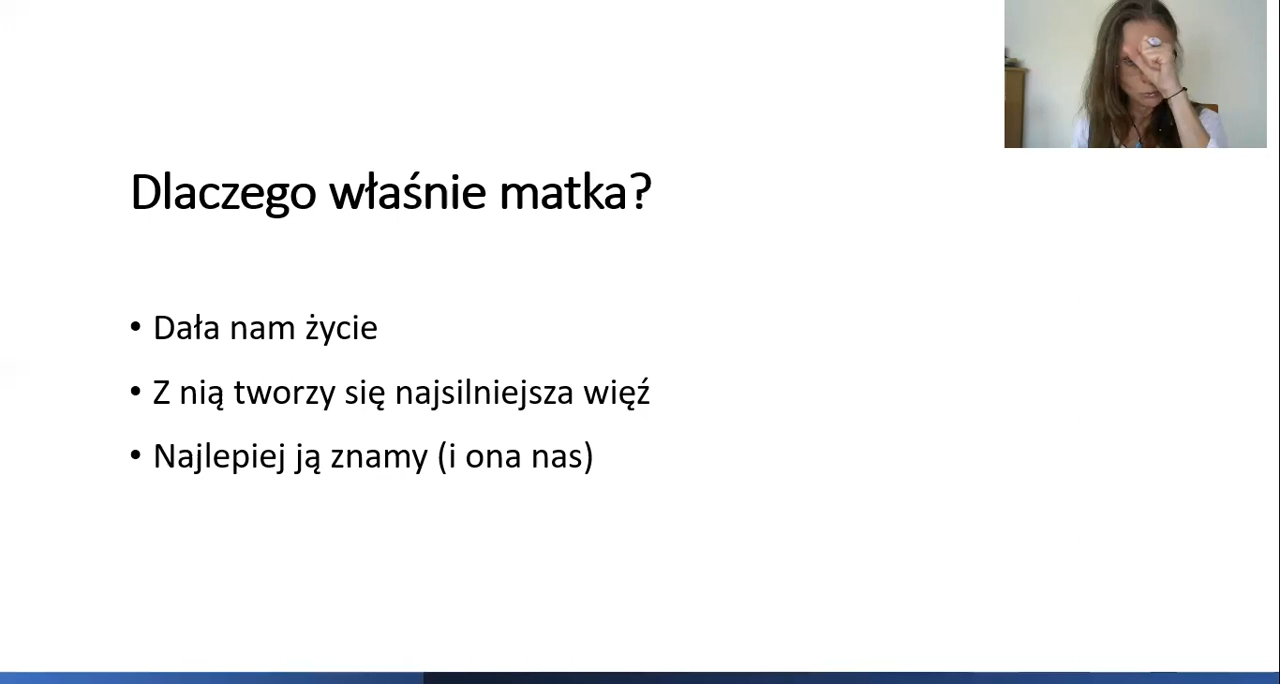 Dlaczego właśnie matka?
• Dała nam życie
• Z nią tworzy się najsilniejsza więź
• Najlepiej ją znamy (i ona nas)